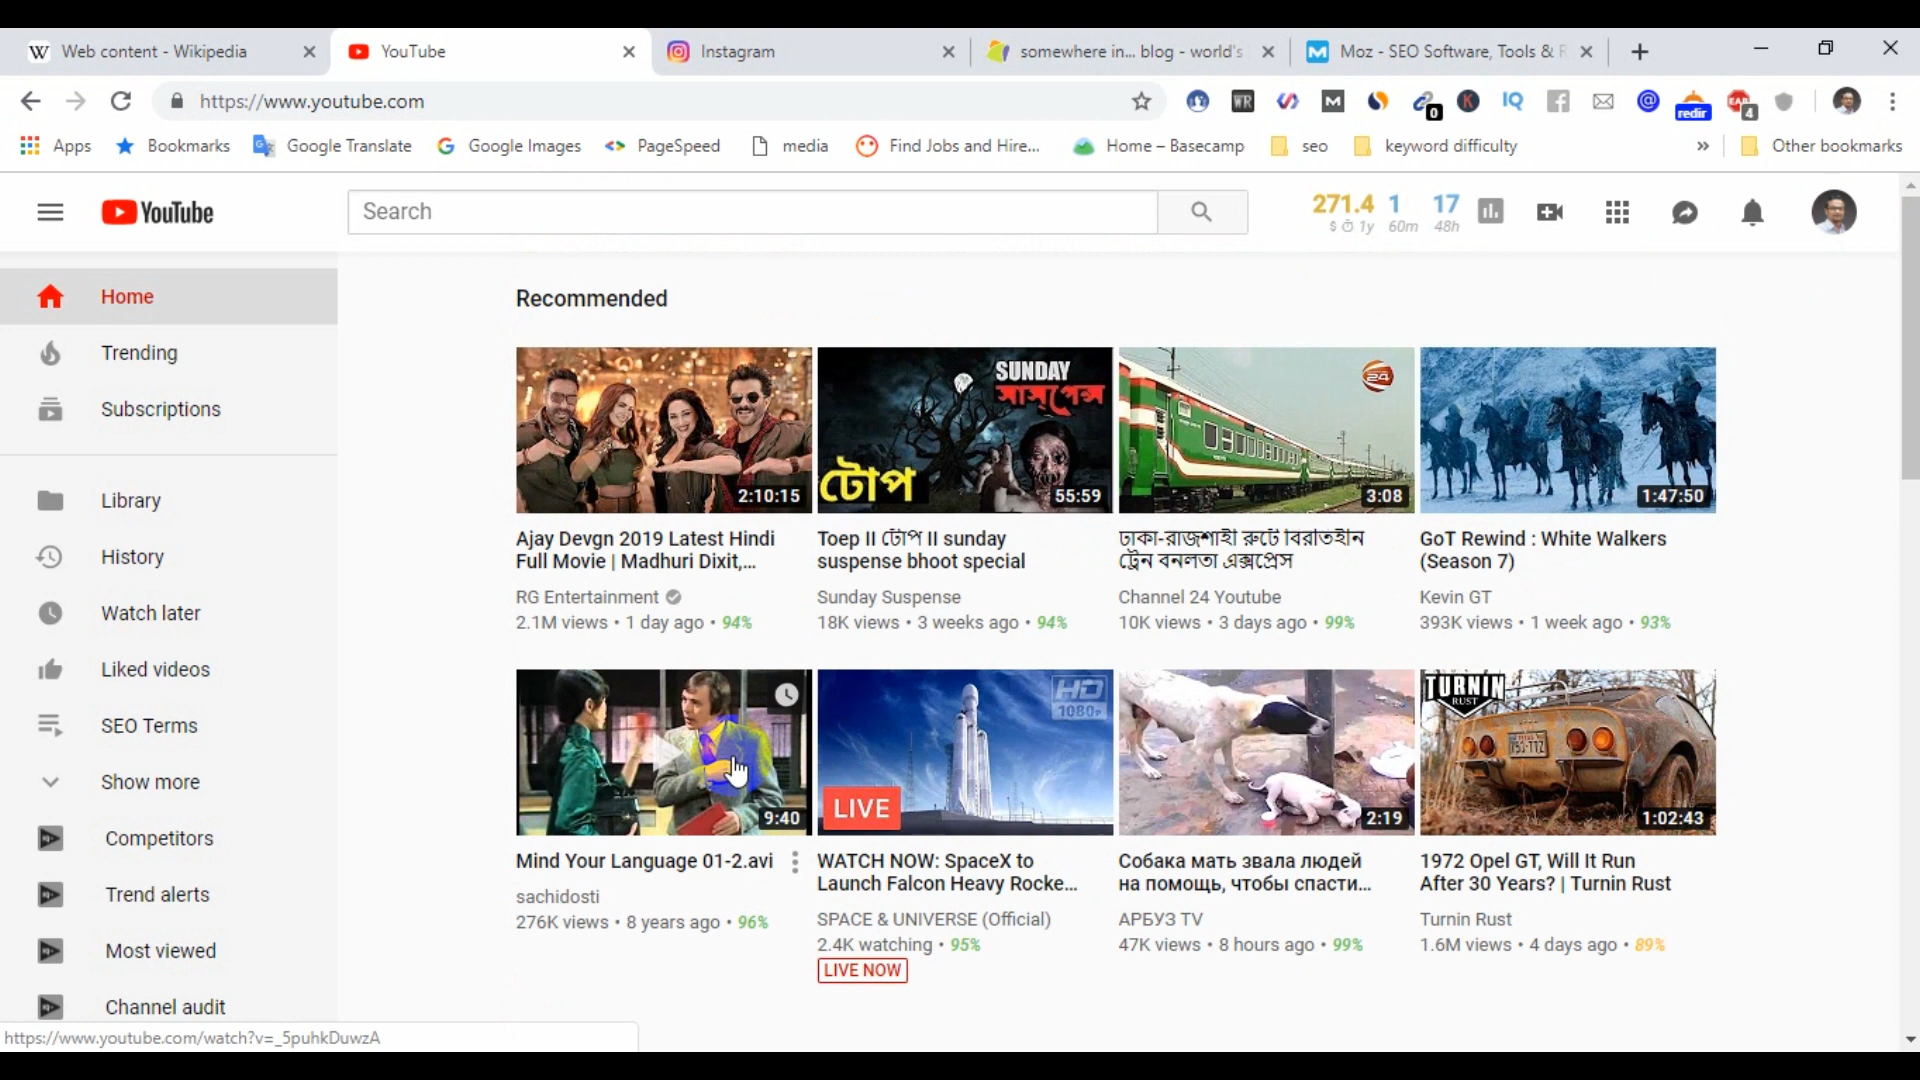 Web content - Wikipedia
YouTube
Instagram
somewhere in... blog - world's
Moz - SEO Software, Tools & R
https://www.youtube.com
WR
M
0
K
IQ
redir
4
Apps
Bookmarks
Google Translate
Google Images
PageSpeed
media
Find Jobs and Hire...
Home – Basecamp
seo
keyword difficulty
»
Other bookmarks
YouTube
Search
271.4 1 17
$ 1y 60m 48h
Home
Trending
Subscriptions
Library
History
Watch later
Liked videos
SEO Terms
Show more
Competitors
Trend alerts
Most viewed
Channel audit
Recommended
2:10:15
Ajay Devgn 2019 Latest Hindi
Full Movie | Madhuri Dixit,...
RG Entertainment
2.1M views • 1 day ago • 94%
SUNDAY
সাসপেন্স
টোপ
55:59
Toep II টোপ II sunday
suspense bhoot special
Sunday Suspense
18K views • 3 weeks ago • 94%
24
3:08
ঢাকা-রাজশাহী রুটে বিরতিহীন
ট্রেন বনলতা এক্সপ্রেস
Channel 24 Youtube
10K views • 3 days ago • 99%
1:47:50
GoT Rewind : White Walkers
(Season 7)
Kevin GT
393K views • 1 week ago • 93%
9:40
Mind Your Language 01-2.avi
sachidosti
276K views • 8 years ago • 96%
HD
1080P
LIVE
WATCH NOW: SpaceX to
Launch Falcon Heavy Rocke...
SPACE & UNIVERSE (Official)
2.4K watching • 95%
LIVE NOW
2:19
Собака мать звала людей
на помощь, чтобы спасти...
АРБУЗ TV
47K views • 8 hours ago • 99%
TURNIN
RUST
1:02:43
1972 Opel GT, Will It Run
After 30 Years? | Turnin Rust
Turnin Rust
1.6M views • 4 days ago • 89%
https://www.youtube.com/watch?v=_5puhkDuwzA